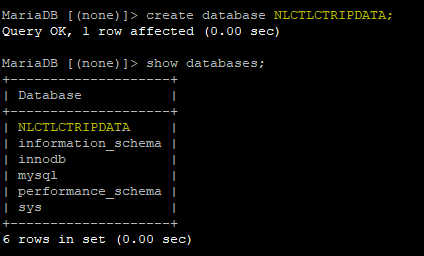 MariaDB [(none)]> create database NLCTLCTRIPDATA;
Query OK, 1 row affected (0.00 sec)
MariaDB [(none)]> show databases;
+--------------------+
| Database           |
+--------------------+
| NLCTLCTRIPDATA     |
| information_schema |
| innodb             |
| mysql              |
| performance_schema |
| sys                |
+--------------------+
6 rows in set (0.00 sec)